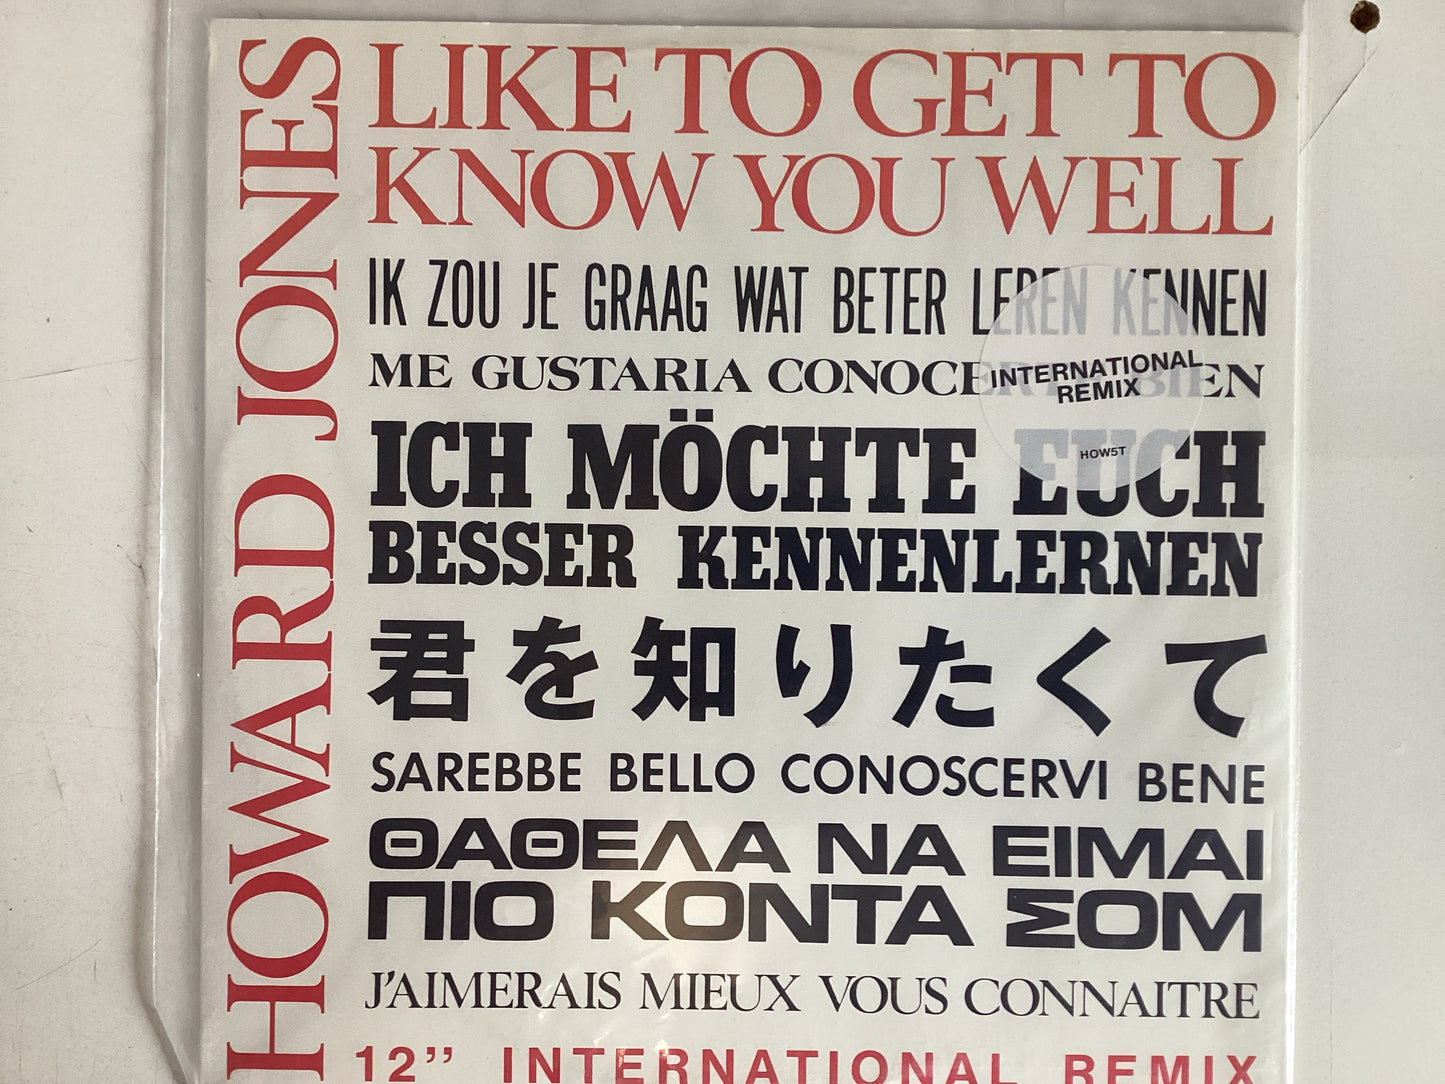 HOWARD JONES
LIKE TO GET TO
KNOW YOU WELL
IK ZOU JE GRAAG WAT BETER LEREN KENNEN
ME GUSTARIA CONOCERTE BIEN
INTERNATIONAL
REMIX
HOW5T
ICH MÖCHTE EUCH
BESSER KENNENLERNEN
君を知りたくて
SAREBBE BELLO CONOSCERVI BENE
ΘΑΘΕΛΑ ΝΑ ΕΙΜΑΙ
ΠΙΟ ΚΟΝΤΑ ΣΟΜ
J'AIMERAIS MIEUX VOUS CONNAITRE
12” INTERNATIONAL REMIX